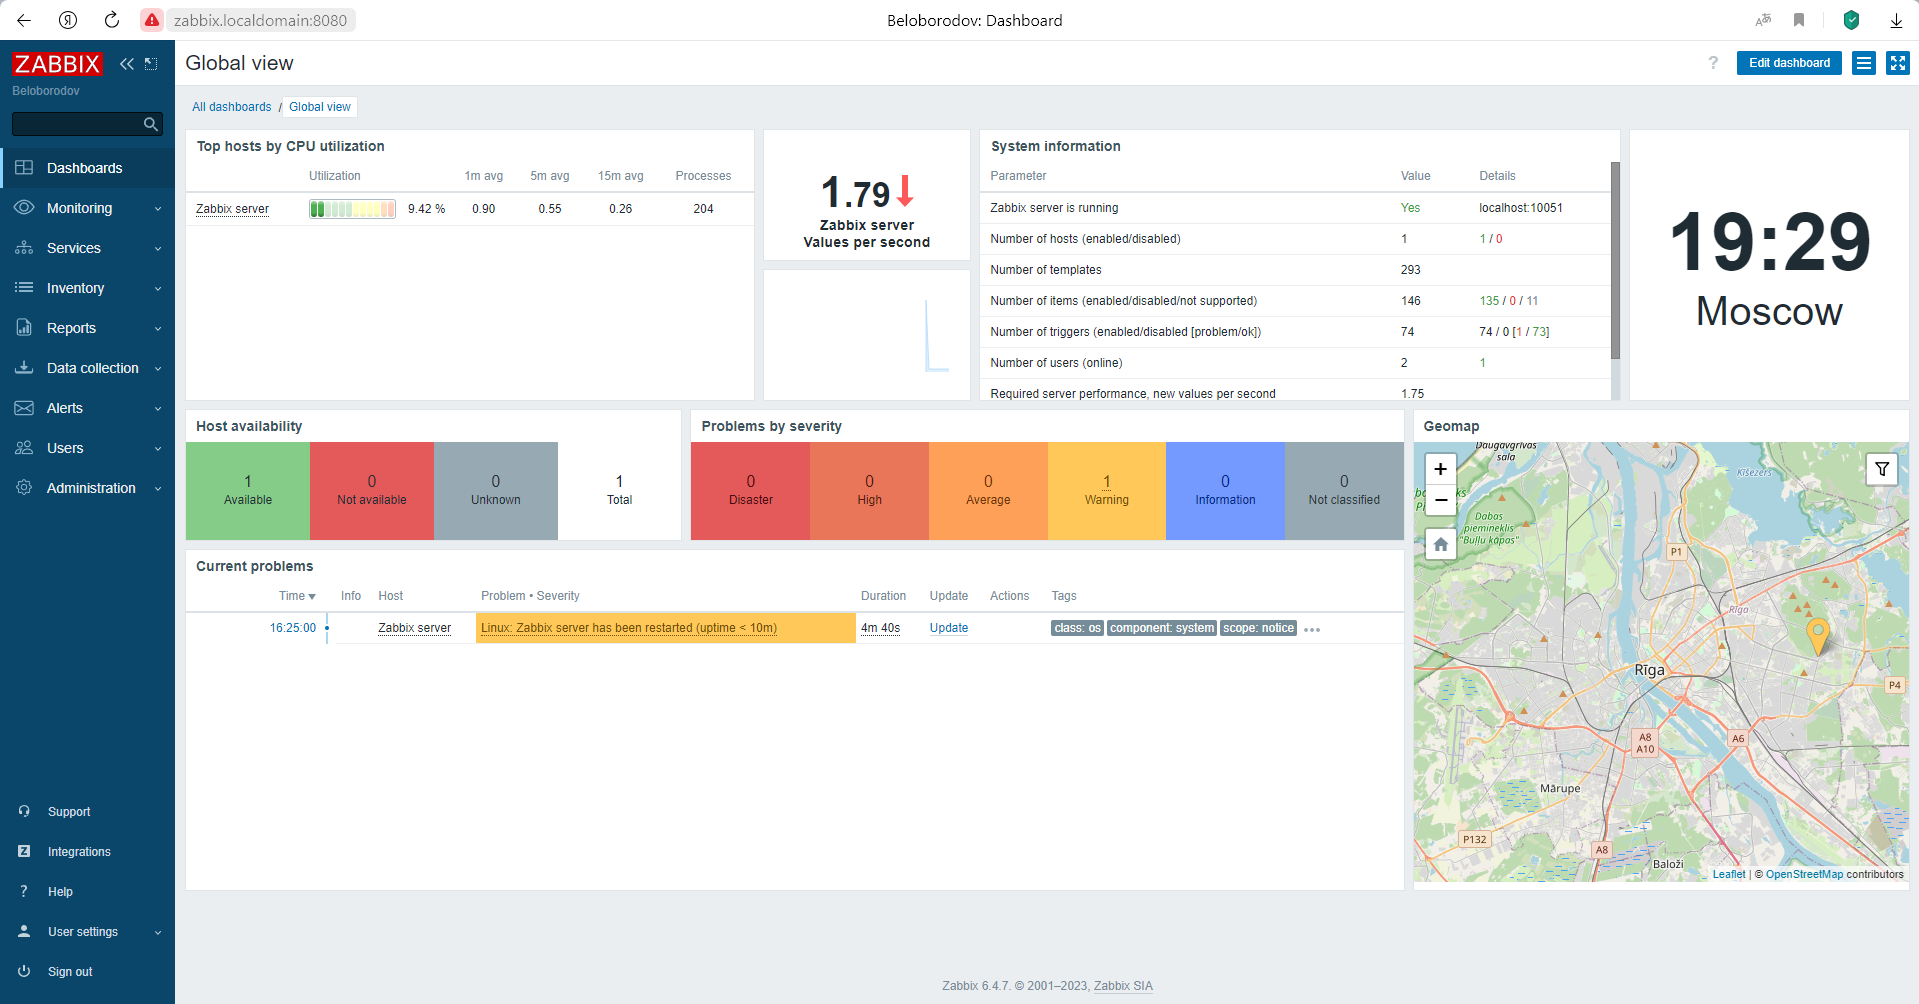 zabbix.localdomain:8080
Beloborodov: Dashboard
ZABBIX
Beloborodov
Dashboards
Monitoring
Services
Inventory
Reports
Data collection
Alerts
Users
Administration
Support
Integrations
? Help
User settings
Sign out
Global view
? Edit dashboard
All dashboards / Global view
Top hosts by CPU utilization
Utilization 1m avg 5m avg 15m avg Processes
Zabbix server 9.42 % 0.90 0.55 0.26 204
1.79
Zabbix server
Values per second
System information
Parameter Value Details
Zabbix server is running Yes localhost:10051
Number of hosts (enabled/disabled) 1 1 / 0
Number of templates 293
Number of items (enabled/disabled/not supported) 146 135 / 0 / 11
Number of triggers (enabled/disabled [problem/ok]) 74 74 / 0 [1 / 73]
Number of users (online) 2 1
Required server performance, new values per second 1.75
19:29
Moscow
Host availability
1 0 0 1
Available Not available Unknown Total
Problems by severity
0 0 0 1 0 0
Disaster High Average Warning Information Not classified
Current problems
Time Info Host Problem • Severity Duration Update Actions Tags
16:25:00 Zabbix server Linux: Zabbix server has been restarted (uptime < 10m) 4m 40s Update class: os component: system scope: notice
Geomap
+
−
Daugavgrīvas
sala
Ķīšezers
Dabas
piemineklis
"Buļļu kāpas"
P1
Rīga
Rīga
P4
A8
A10
A6
Mārupe
P132
A8
Baloži
Leaflet | © OpenStreetMap contributors
Zabbix 6.4.7. © 2001–2023, Zabbix SIA